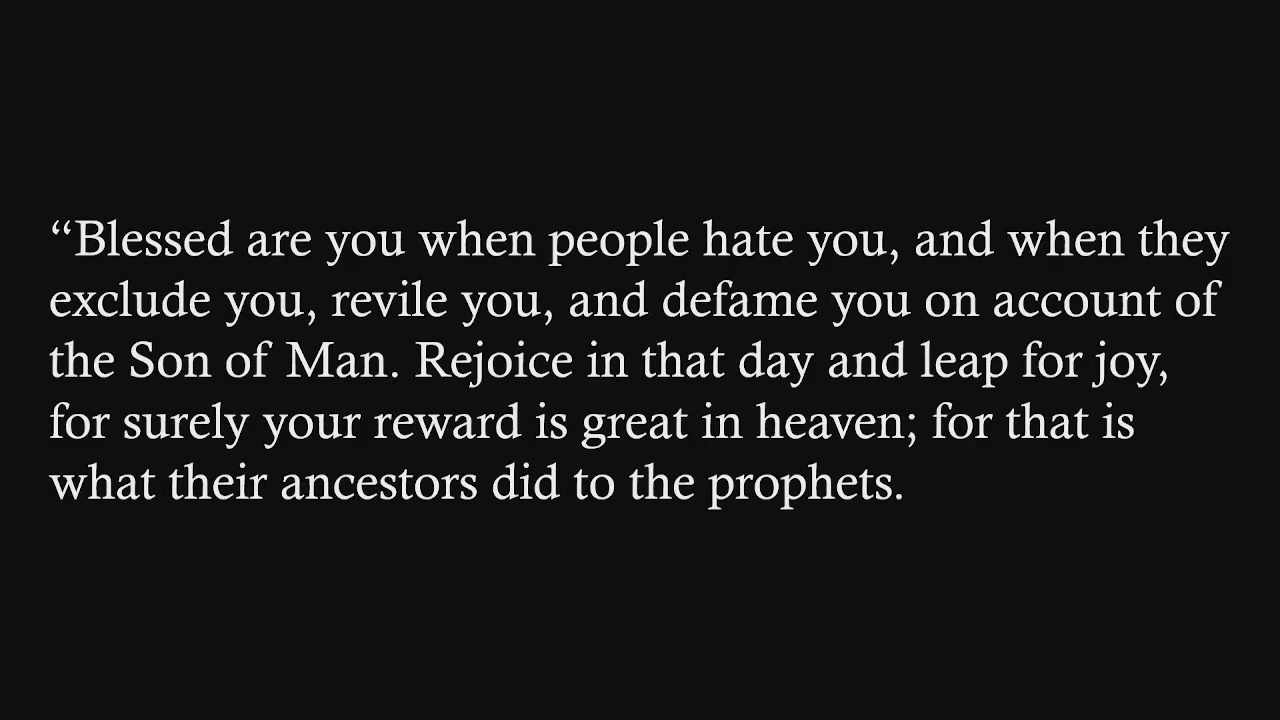 “Blessed are you when people hate you, and when they
exclude you, revile you, and defame you on account of
the Son of Man. Rejoice in that day and leap for joy,
for surely your reward is great in heaven; for that is
what their ancestors did to the prophets.